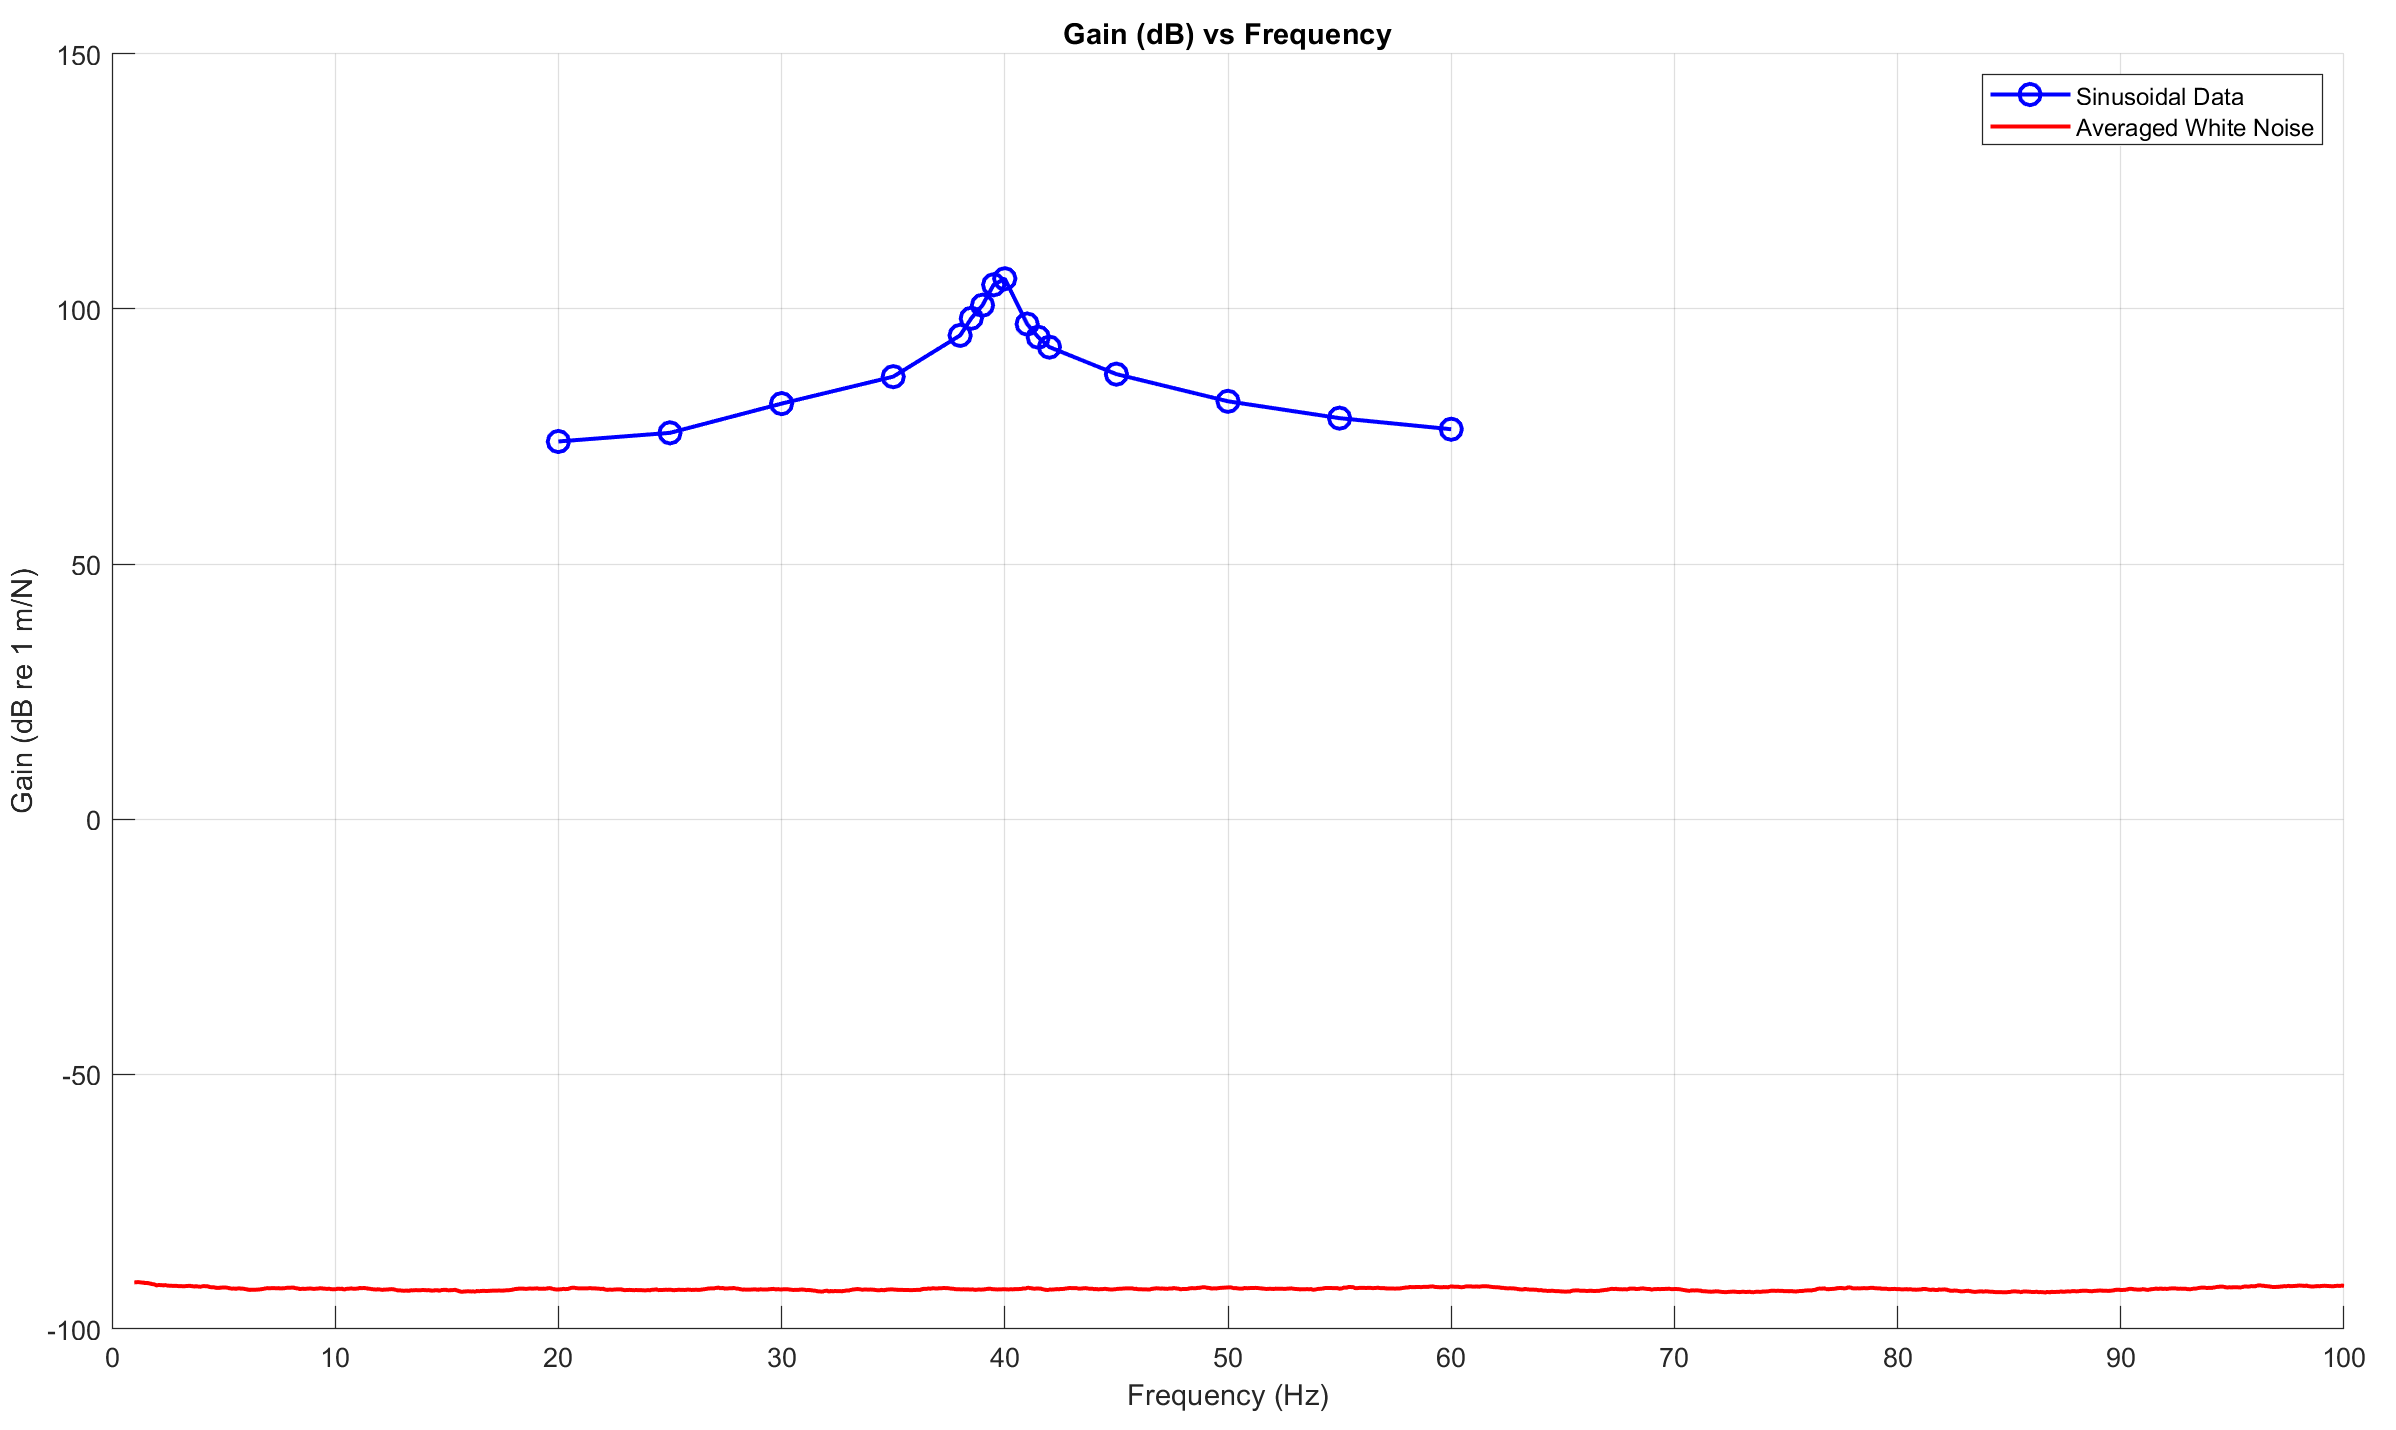 Gain (dB) vs Frequency
Sinusoidal Data
Averaged White Noise
150
100
50
0
-50
-100
Gain (dB re 1 m/N)
0 10 20 30 40 50 60 70 80 90 100
Frequency (Hz)